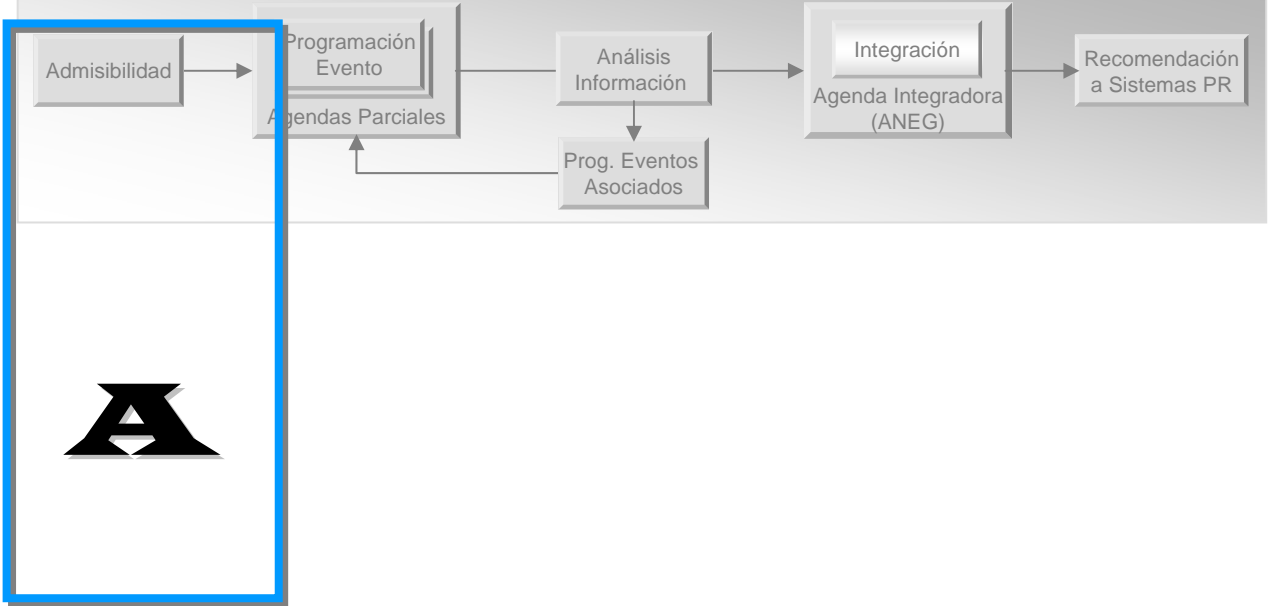 Admisibilidad
Programación
Evento
Agendas Parciales
Análisis
Información
Prog. Eventos
Asociados
Integración
Agenda Integradora
(ANEG)
Recomendación
a Sistemas PR
A